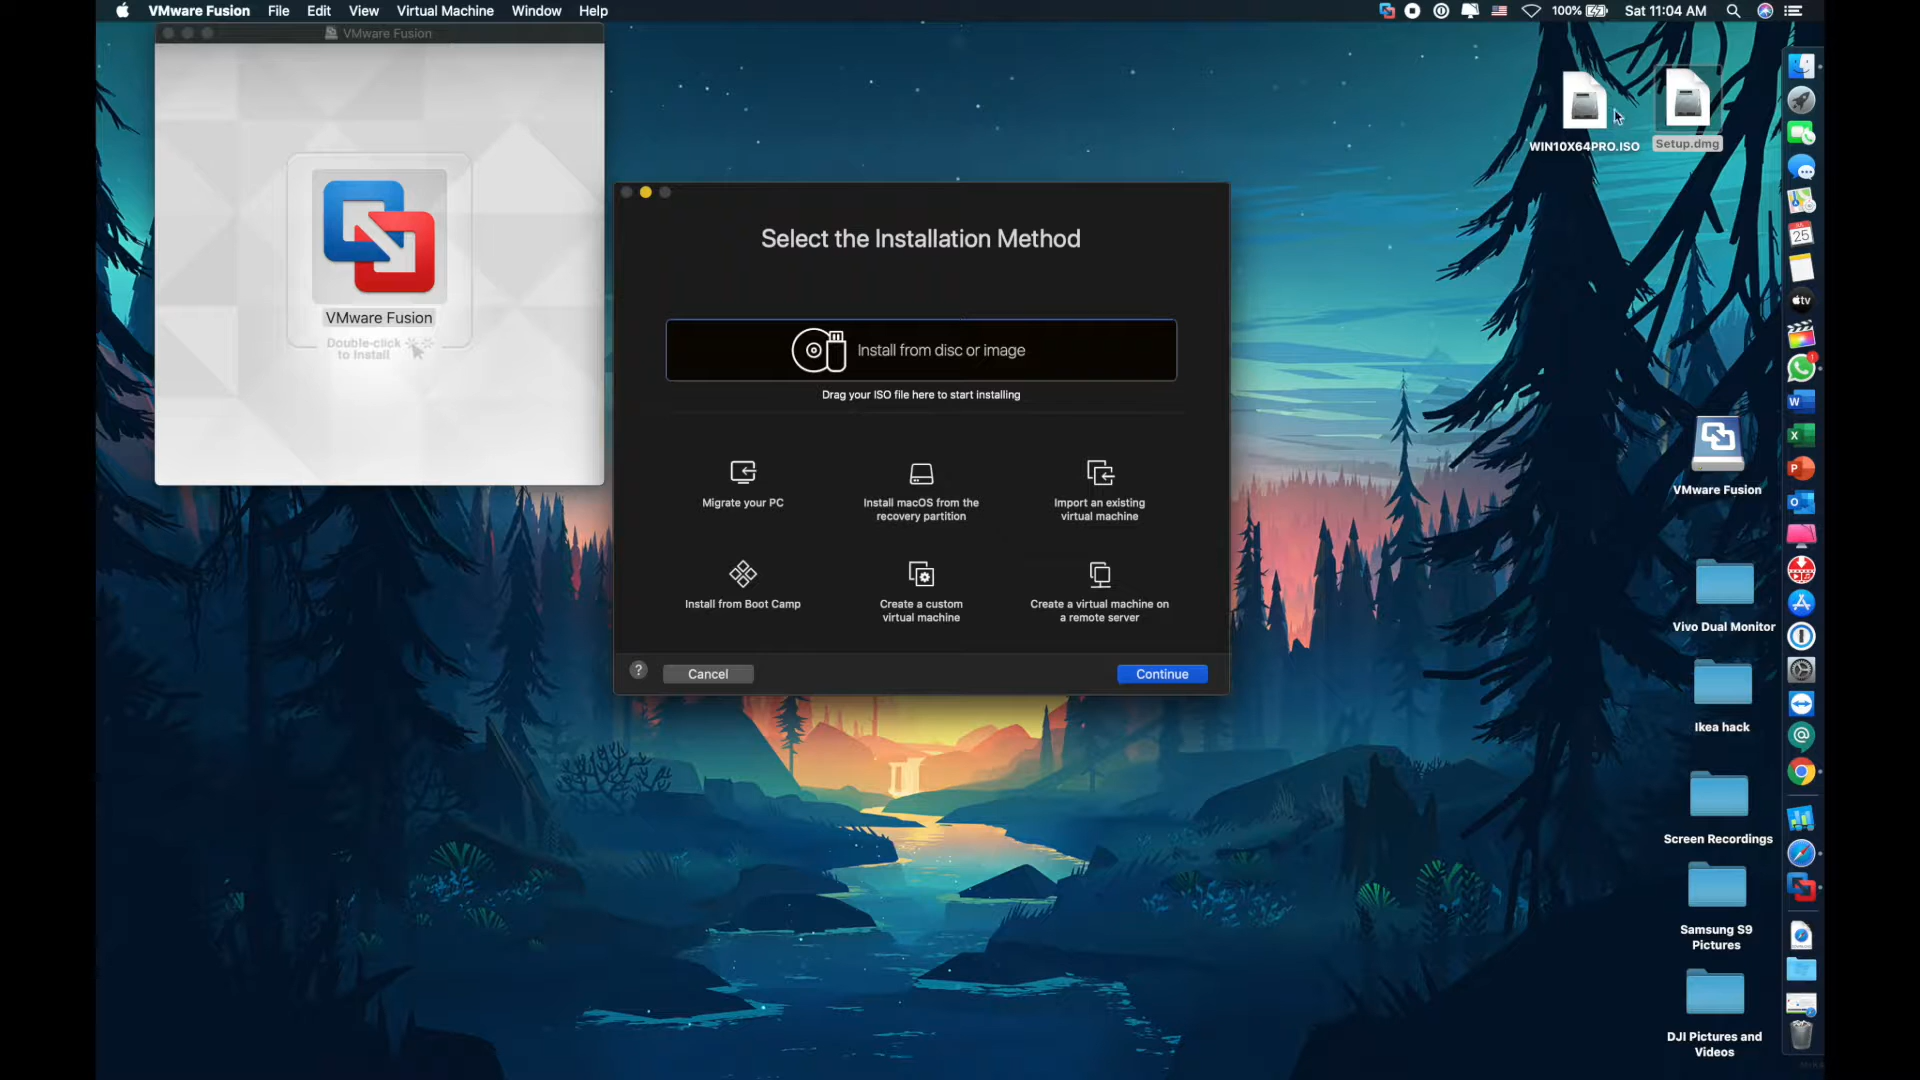 VMware Fusion File Edit View Virtual Machine Window Help
100% Sat 11:04 AM
VMware Fusion
VMware Fusion
Double-click
to Install
Select the Installation Method
Install from disc or image
Drag your ISO file here to start installing
Migrate your PC
Install macOS from the
recovery partition
Import an existing
virtual machine
Install from Boot Camp
Create a custom
virtual machine
Create a virtual machine on
a remote server
?
Cancel
Continue
WIN10X64PRO.ISO
Setup.dmg
VMware Fusion
Vivo Dual Monitor
Ikea hack
Screen Recordings
Samsung S9
Pictures
DJI Pictures and
Videos
25
tv
1
W
X
P
O
@